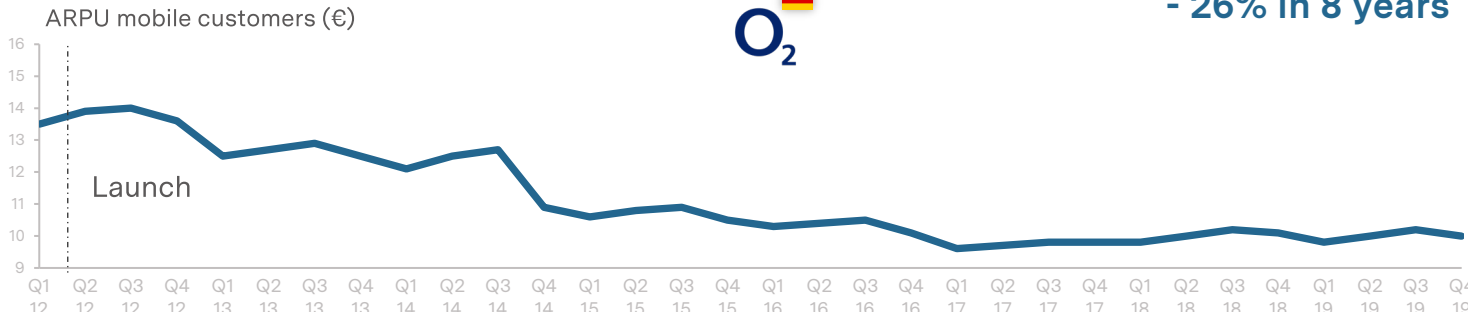 ARPU mobile customers (€)
O2
- 26% in 8 years
16
15
14
13
12
11
10
9
Launch
Q1 Q2 Q3 Q4 Q1 Q2 Q3 Q4 Q1 Q2 Q3 Q4 Q1 Q2 Q3 Q4 Q1 Q2 Q3 Q4 Q1 Q2 Q3 Q4 Q1 Q2 Q3 Q4 Q1 Q2 Q3 Q4
12 12 12 12 13 13 13 13 14 14 14 14 15 15 15 15 16 16 16 16 17 17 17 17 18 18 18 18 19 19 19 19